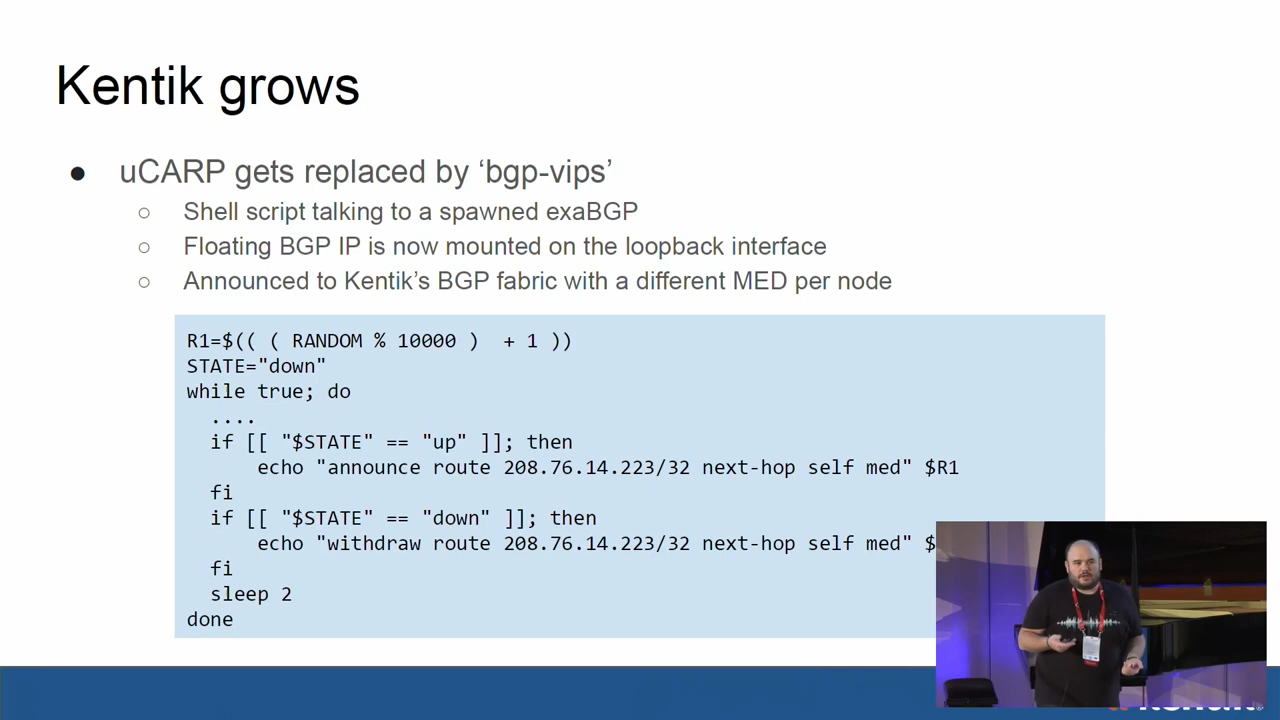 Kentik grows
● uCARP gets replaced by ‘bgp-vips’
○ Shell script talking to a spawned exaBGP
○ Floating BGP IP is now mounted on the loopback interface
○ Announced to Kentik’s BGP fabric with a different MED per node
R1=$(( ( RANDOM % 10000 )  + 1 ))
STATE="down"
while true; do
  ....
  if [[ "$STATE" == "up" ]]; then
      echo "announce route 208.76.14.223/32 next-hop self med" $R1
  fi
  if [[ "$STATE" == "down" ]]; then
      echo "withdraw route 208.76.14.223/32 next-hop self med" $
  fi
  sleep 2
done